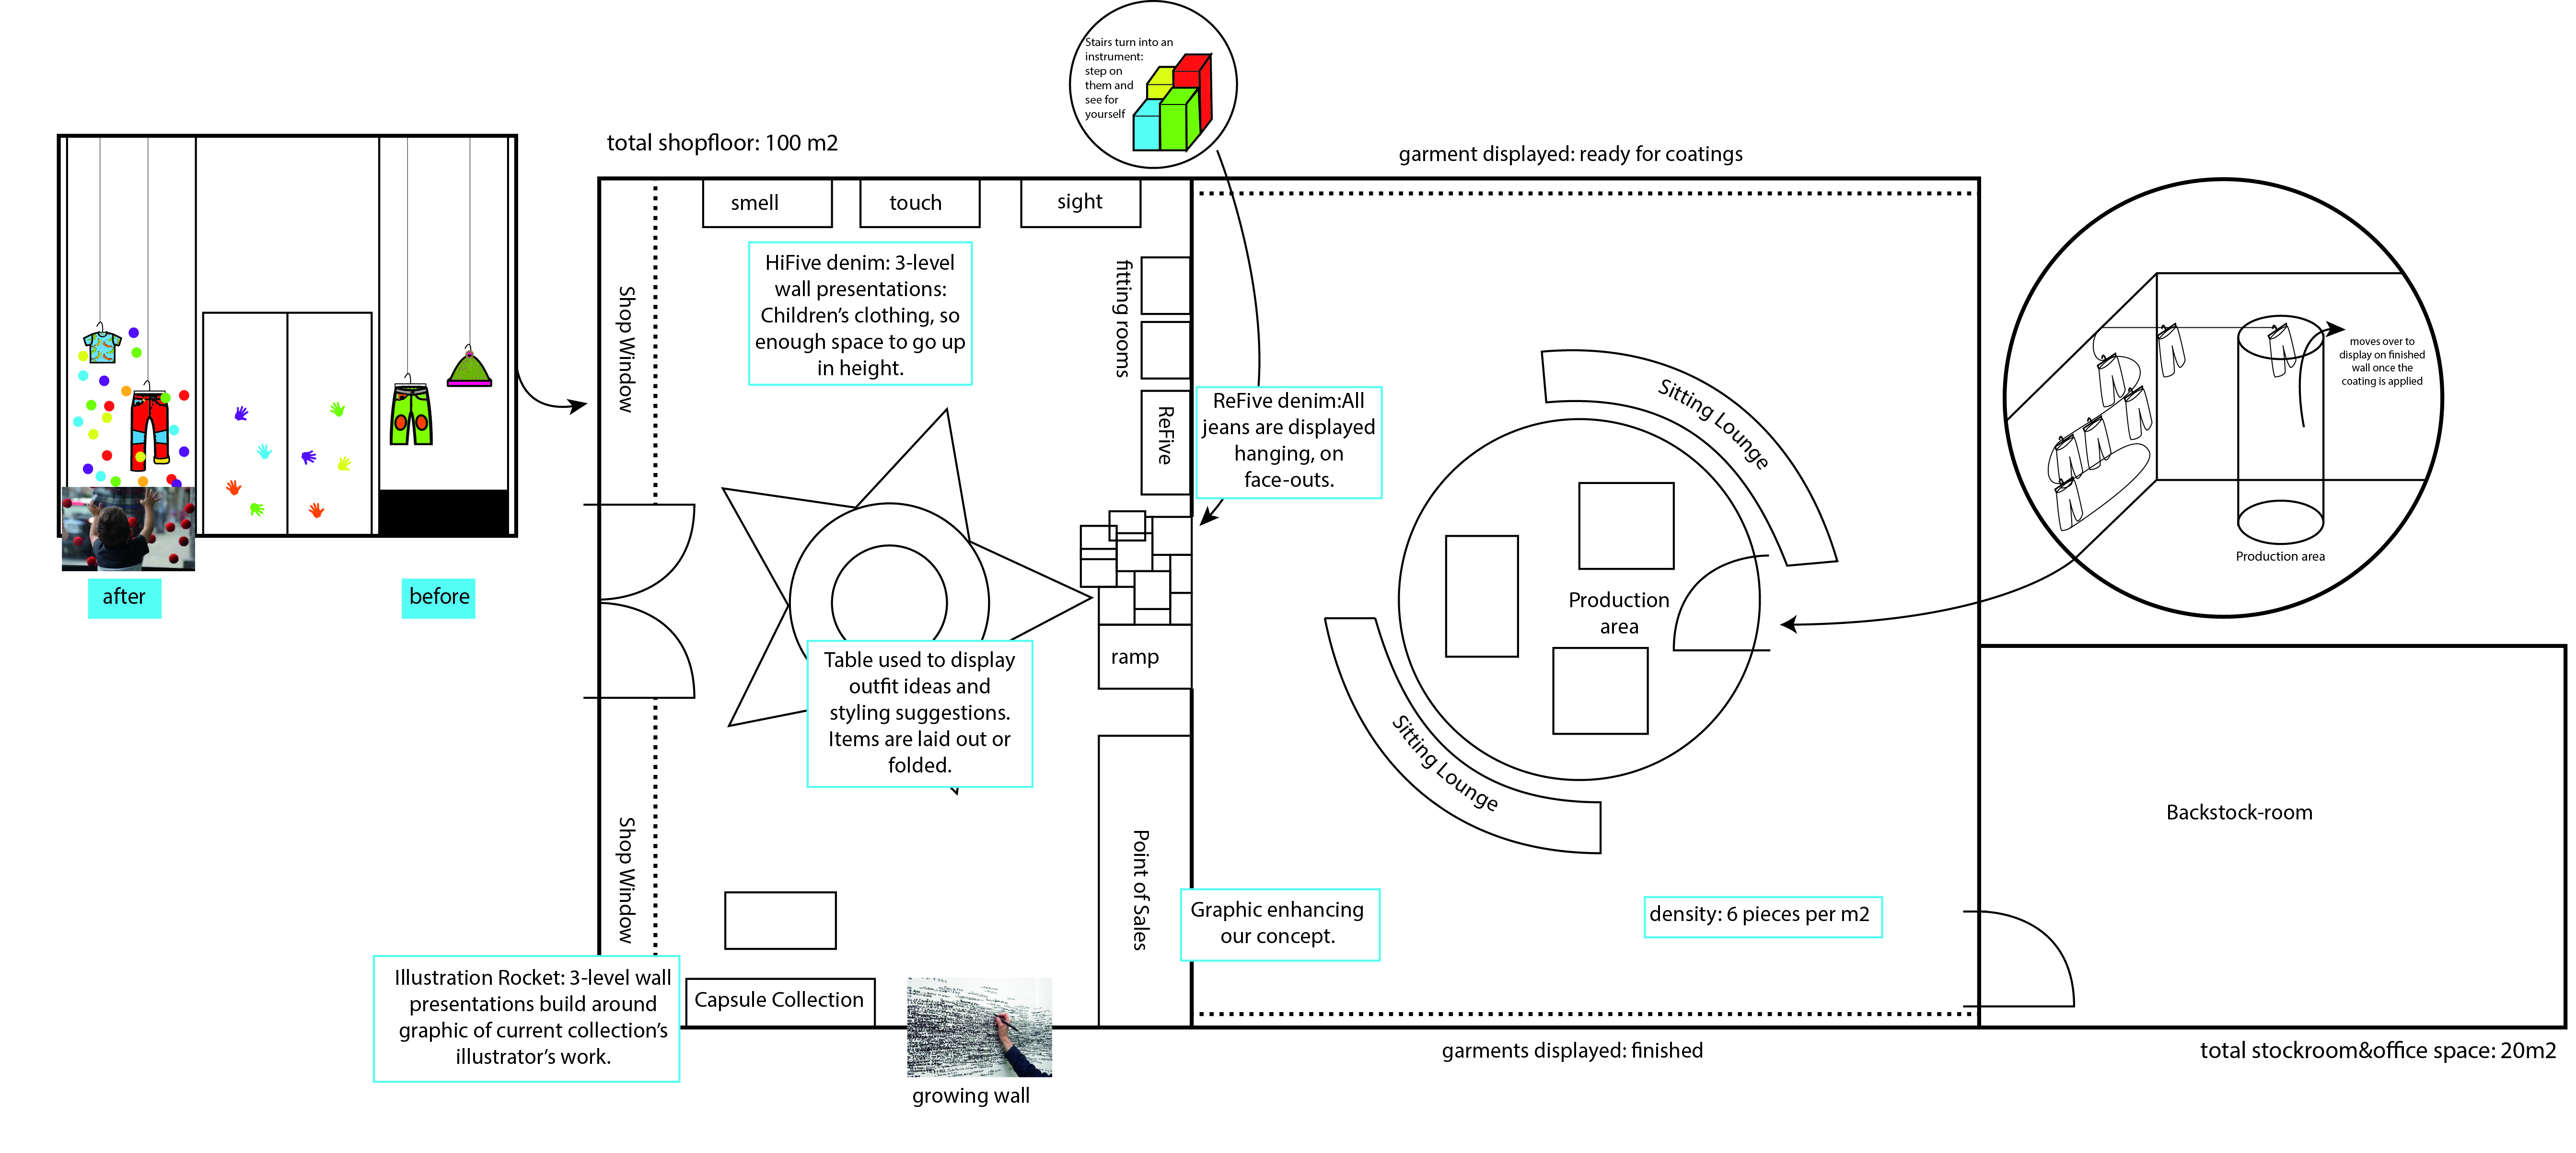 Stairs turn into an
instrument:
step on
them and
see for
yourself
total shopfloor: 100 m2
garment displayed: ready for coatings
smell
touch
sight
Shop Window
HiFive denim: 3-level
wall presentations:
Children’s clothing, so
enough space to go up
in height.
fitting rooms
ReFive
ReFive denim:All
jeans are displayed
hanging, on
face-outs.
Sitting Lounge
moves over to
display on finished
wall once the
coating is applied
Production area
after
before
Production
area
ramp
Table used to display
outfit ideas and
styling suggestions.
Items are laid out or
folded.
Sitting Lounge
Shop Window
Point of Sales
Backstock-room
Graphic enhancing
our concept.
density: 6 pieces per m2
Illustration Rocket: 3-level wall
presentations build around
graphic of current collection’s
illustrator’s work.
Capsule Collection
growing wall
garments displayed: finished
total stockroom&office space: 20m2